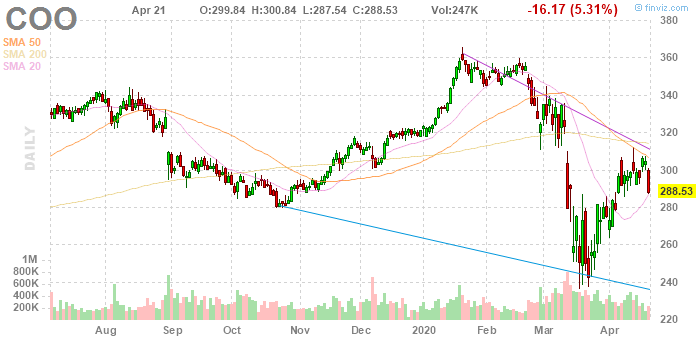 COO
Apr 21 O:299.84 H:300.84 L:287.54 C:288.53 Vol:247K -16.17 (5.31%)
© finviz.com
SMA 50
SMA 200
SMA 20
DAILY
380
360
340
320
300
288.53
280
260
240
220
1M
800K
600K
400K
200K
Aug Sep Oct Nov Dec 2020 Feb Mar Apr